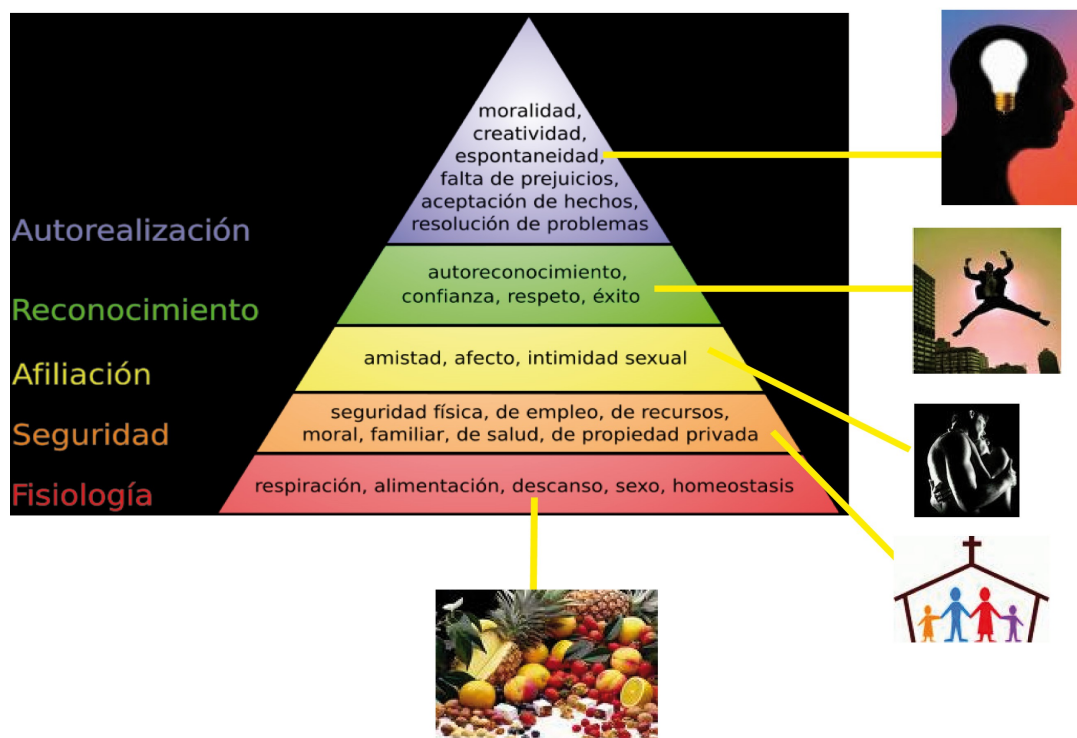 moralidad,
creatividad,
espontaneidad,
falta de prejuicios,
aceptación de hechos,
resolución de problemas
Autorealización
autoreconocimiento,
confianza, respeto, éxito
Reconocimiento
amistad, afecto, intimidad sexual
Afiliación
seguridad física, de empleo, de recursos,
moral, familiar, de salud, de propiedad privada
Seguridad
respiración, alimentación, descanso, sexo, homeostasis
Fisiología